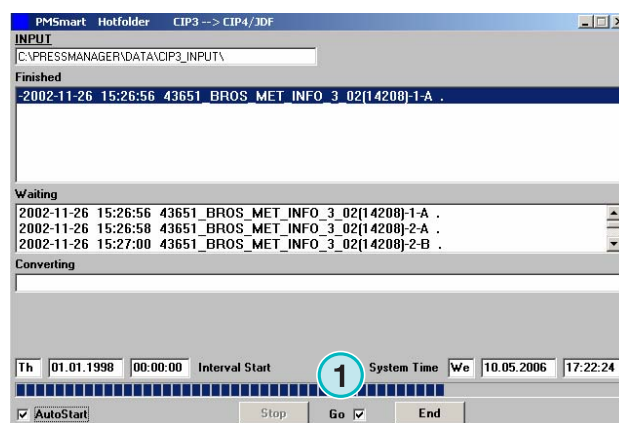 PMSmart Hotfolder CIP3 --> CIP4/JDF
INPUT
C:\PRESSMANAGER\DATA\CIP3_INPUT\
Finished
-2002-11-26 15:26:56 43651_BROS_MET_INFO_3_02(14208)-1-A .
Waiting
2002-11-26 15:26:56 43651_BROS_MET_INFO_3_02(14208)-1-A .
2002-11-26 15:26:58 43651_BROS_MET_INFO_3_02(14208)-2-A .
2002-11-26 15:27:00 43651_BROS_MET_INFO_3_02(14208)-2-B .
Converting
Th 01.01.1998 00:00:00 Interval Start 1 System Time We 10.05.2006 17:22:24
AutoStart Stop Go End